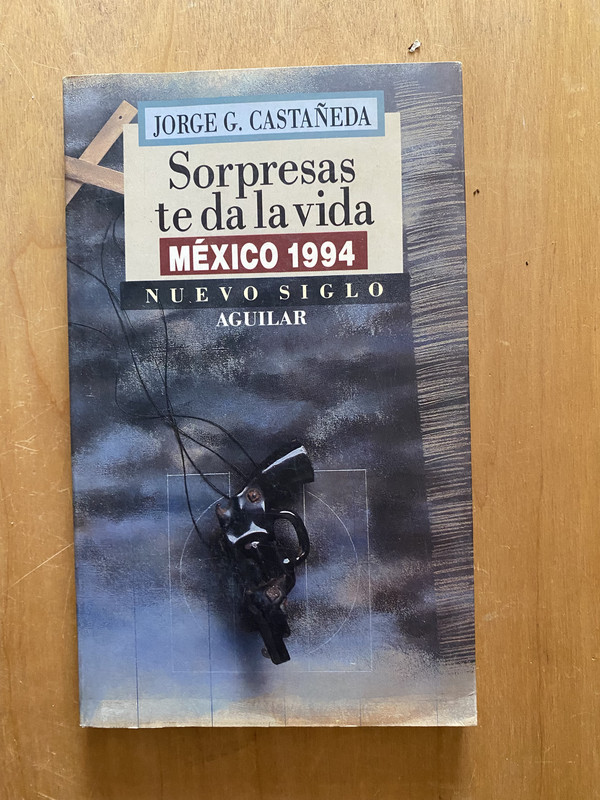 JORGE G. CASTAÑEDA
Sorpresas
te da la vida
MÉXICO 1994
NUEVO SIGLO
AGUILAR